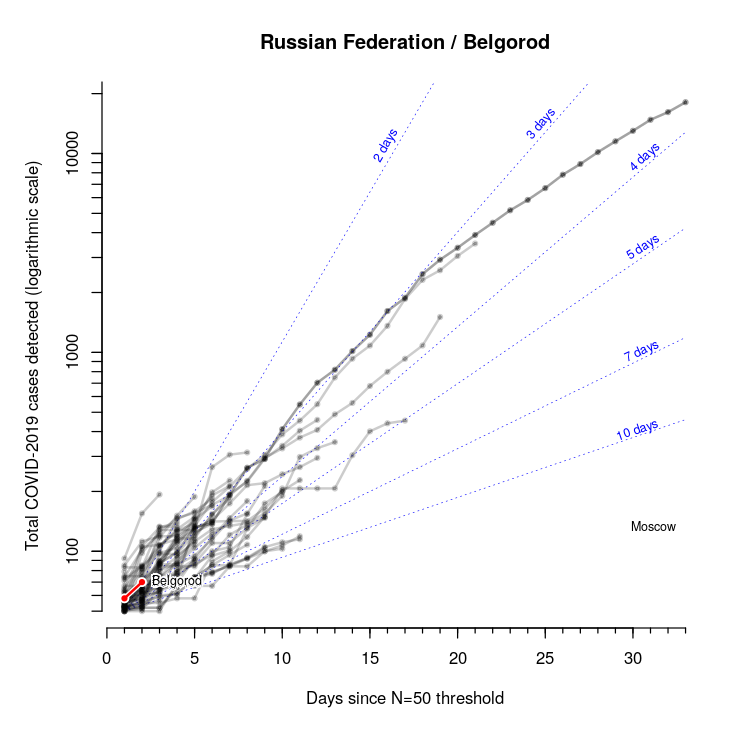 Russian Federation / Belgorod
Total COVID-2019 cases detected (logarithmic scale)
10000
1000
100
2 days
3 days
4 days
5 days
7 days
10 days
Moscow
Belgorod
0 5 10 15 20 25 30
Days since N=50 threshold